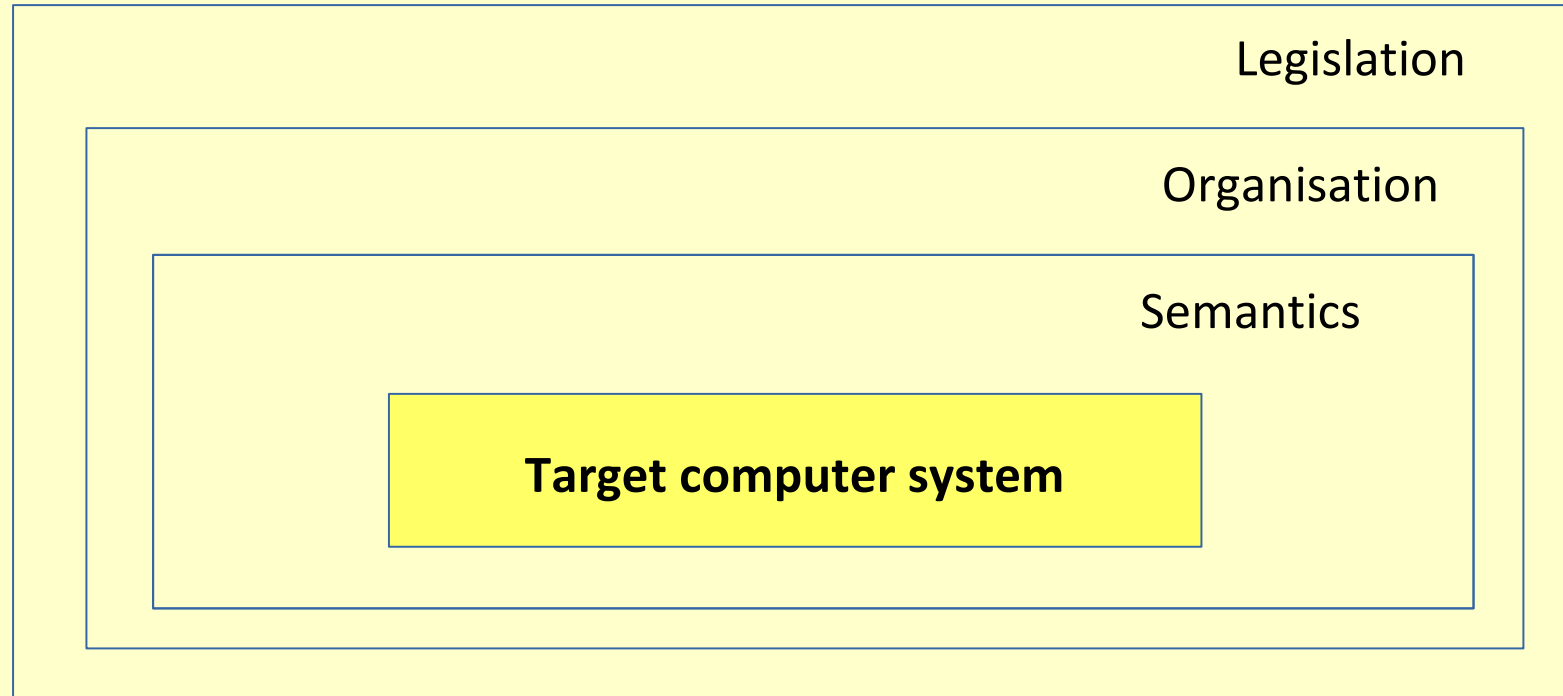 Legislation
Organisation
Semantics
Target computer system